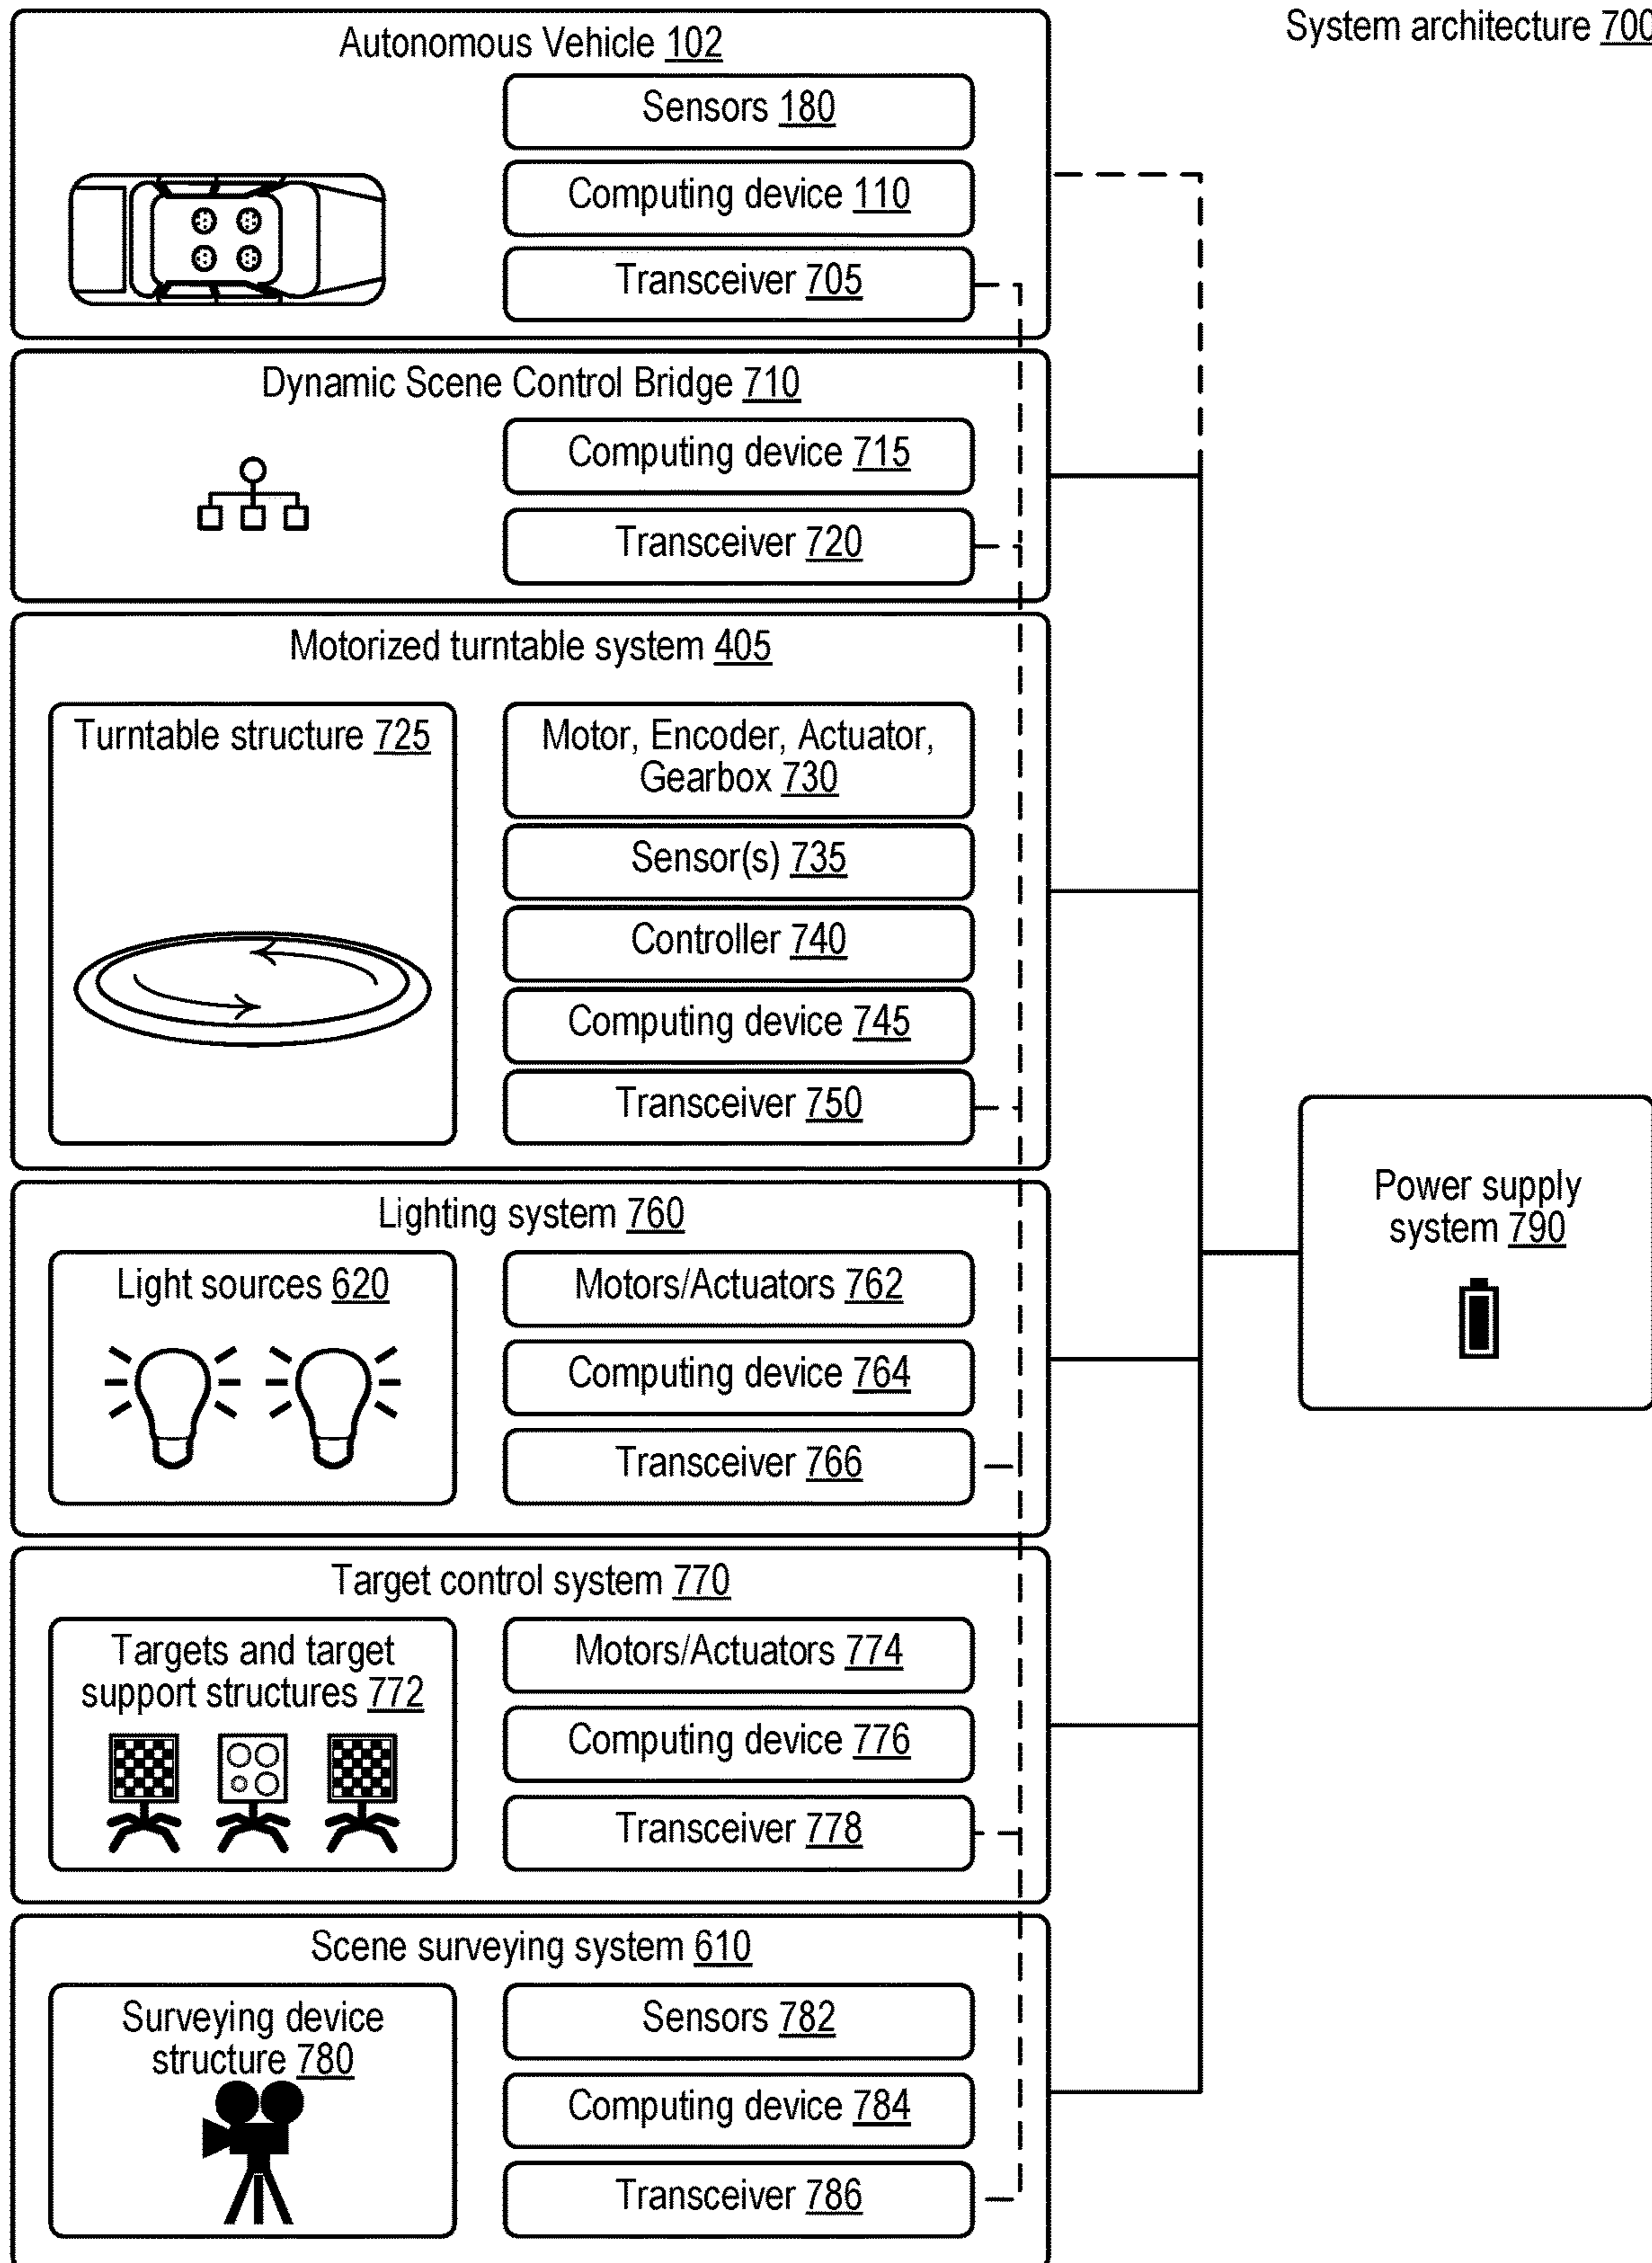 System architecture 700
Autonomous Vehicle 102
Sensors 180
Computing device 110
Transceiver 705
Dynamic Scene Control Bridge 710
Computing device 715
Transceiver 720
Motorized turntable system 405
Turntable structure 725
Motor, Encoder, Actuator,
Gearbox 730
Sensor(s) 735
Controller 740
Computing device 745
Transceiver 750
Lighting system 760
Light sources 620
Motors/Actuators 762
Computing device 764
Transceiver 766
Target control system 770
Targets and target
support structures 772
Motors/Actuators 774
Computing device 776
Transceiver 778
Scene surveying system 610
Surveying device
structure 780
Sensors 782
Computing device 784
Transceiver 786
Power supply
system 790